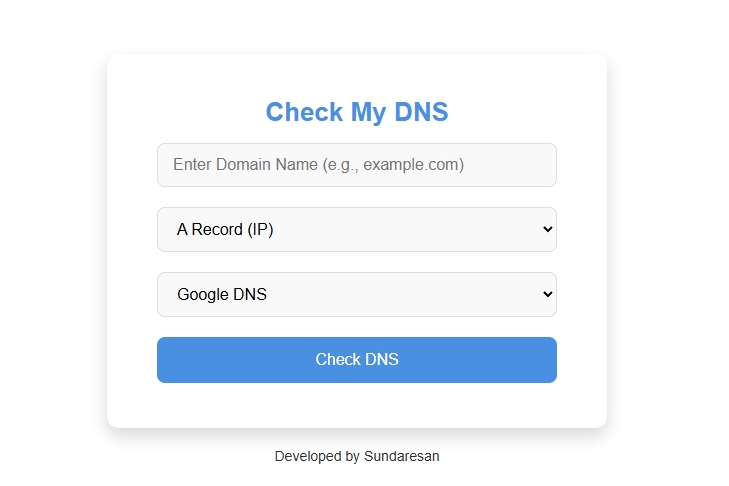 Check My DNS
Enter Domain Name (e.g., example.com)
A Record (IP)
Google DNS
Check DNS
Developed by Sundaresan